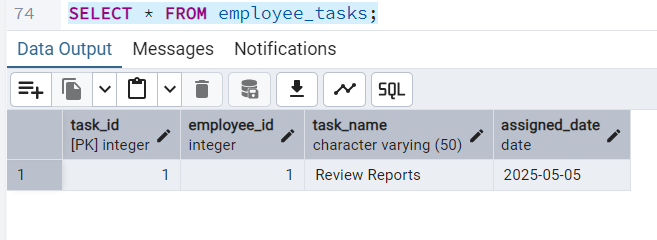 74 SELECT * FROM employee_tasks;
Data Output Messages Notifications
SQL
task_id employee_id task_name assigned_date
[PK] integer integer character varying (50) date
1 1 1 Review Reports 2025-05-05